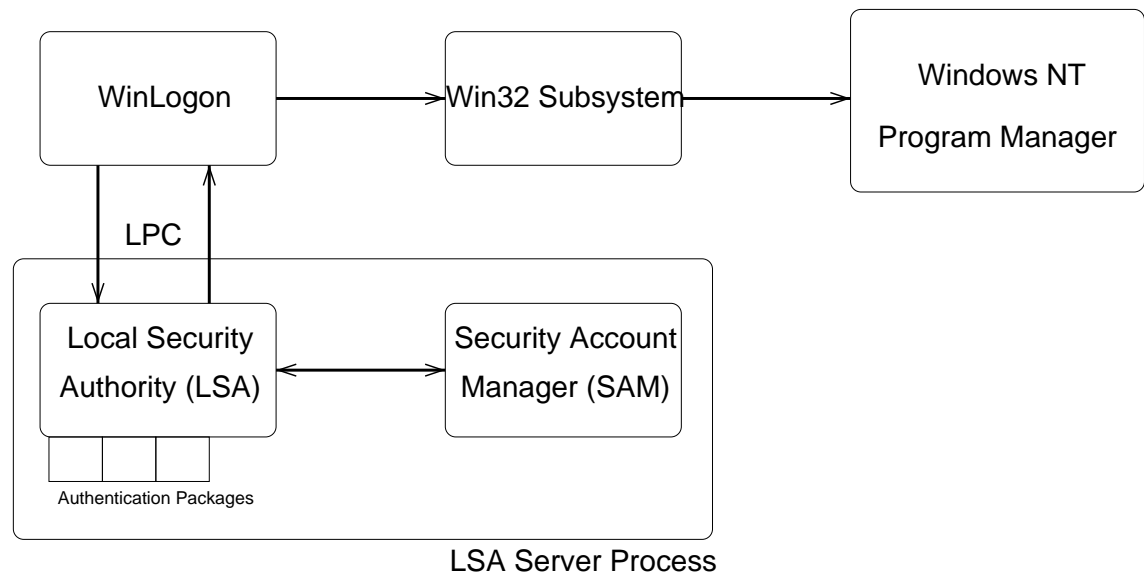 WinLogon
Win32 Subsystem
Windows NT
Program Manager
LPC
Local Security
Authority (LSA)
Security Account
Manager (SAM)
Authentication Packages
LSA Server Process